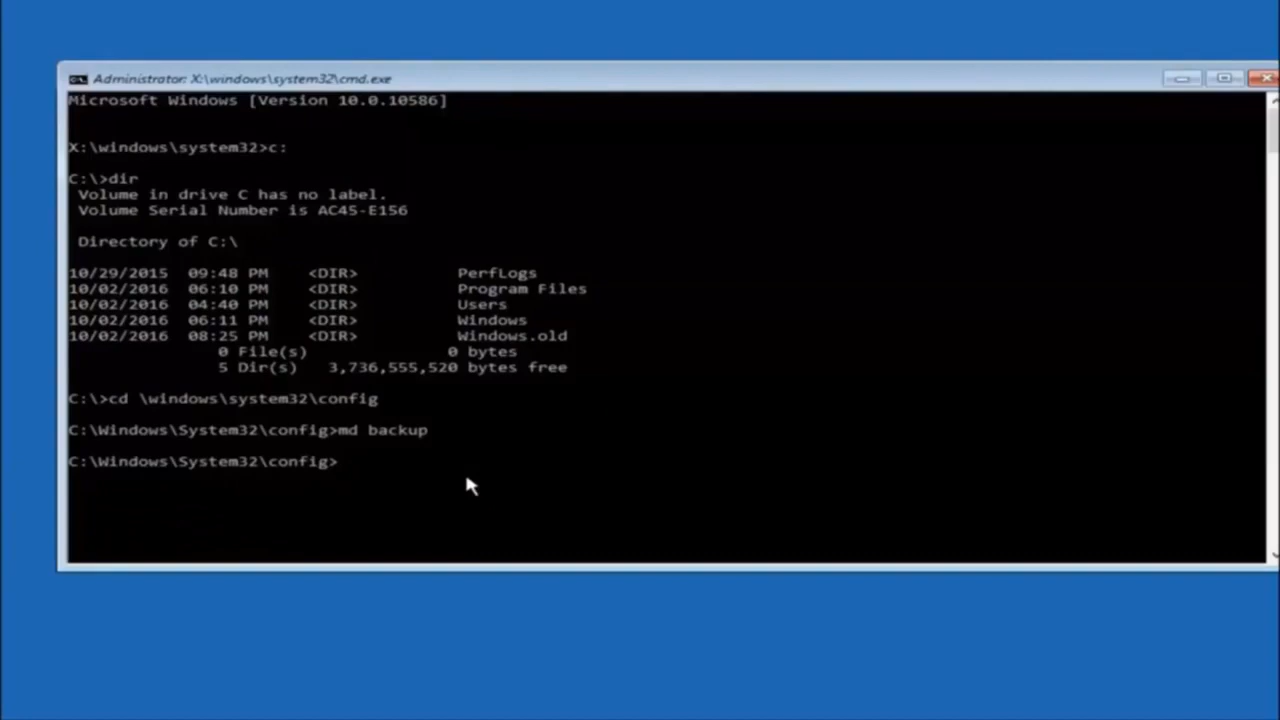 Administrator: X:\windows\system32\cmd.exe
Microsoft Windows [Version 10.0.10586]
X:\windows\system32>c:
C:\>dir
Volume in drive C has no label.
Volume Serial Number is AC45-E156
Directory of C:\
10/29/2015 09:48 PM <DIR> PerfLogs
10/02/2016 06:10 PM <DIR> Program Files
10/02/2016 04:40 PM <DIR> Users
10/02/2016 06:11 PM <DIR> Windows
10/02/2016 08:25 PM <DIR> Windows.old
0 File(s) 0 bytes
5 Dir(s) 3,736,555,520 bytes free
C:\>cd \windows\system32\config
C:\Windows\System32\config>md backup
C:\Windows\System32\config>